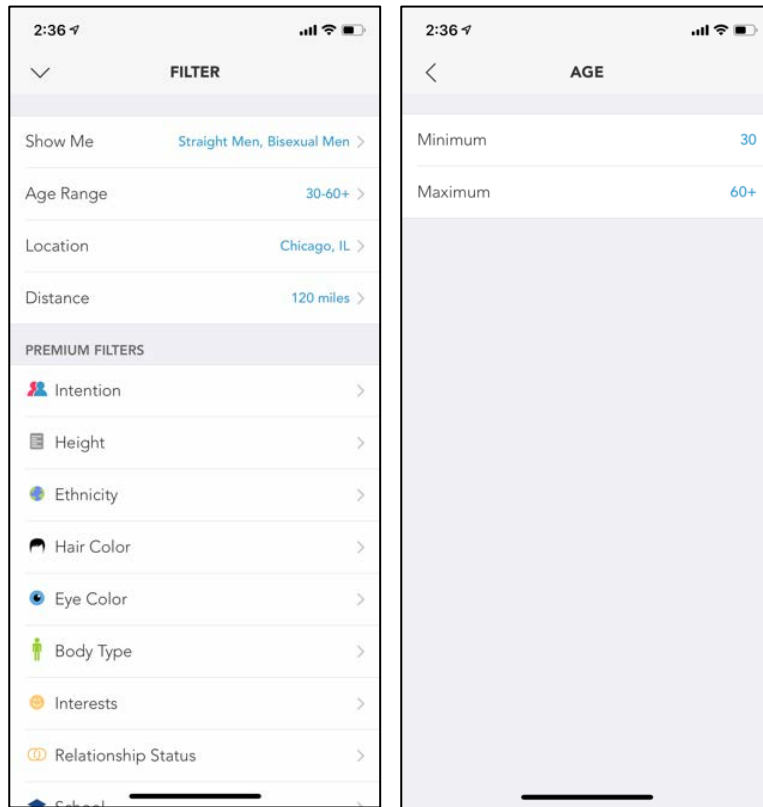 2:36
FILTER
Show Me Straight Men, Bisexual Men
Age Range 30-60+
Location Chicago, IL
Distance 120 miles
PREMIUM FILTERS
Intention
Height
Ethnicity
Hair Color
Eye Color
Body Type
Interests
Relationship Status
School
2:36
AGE
Minimum 30
Maximum 60+